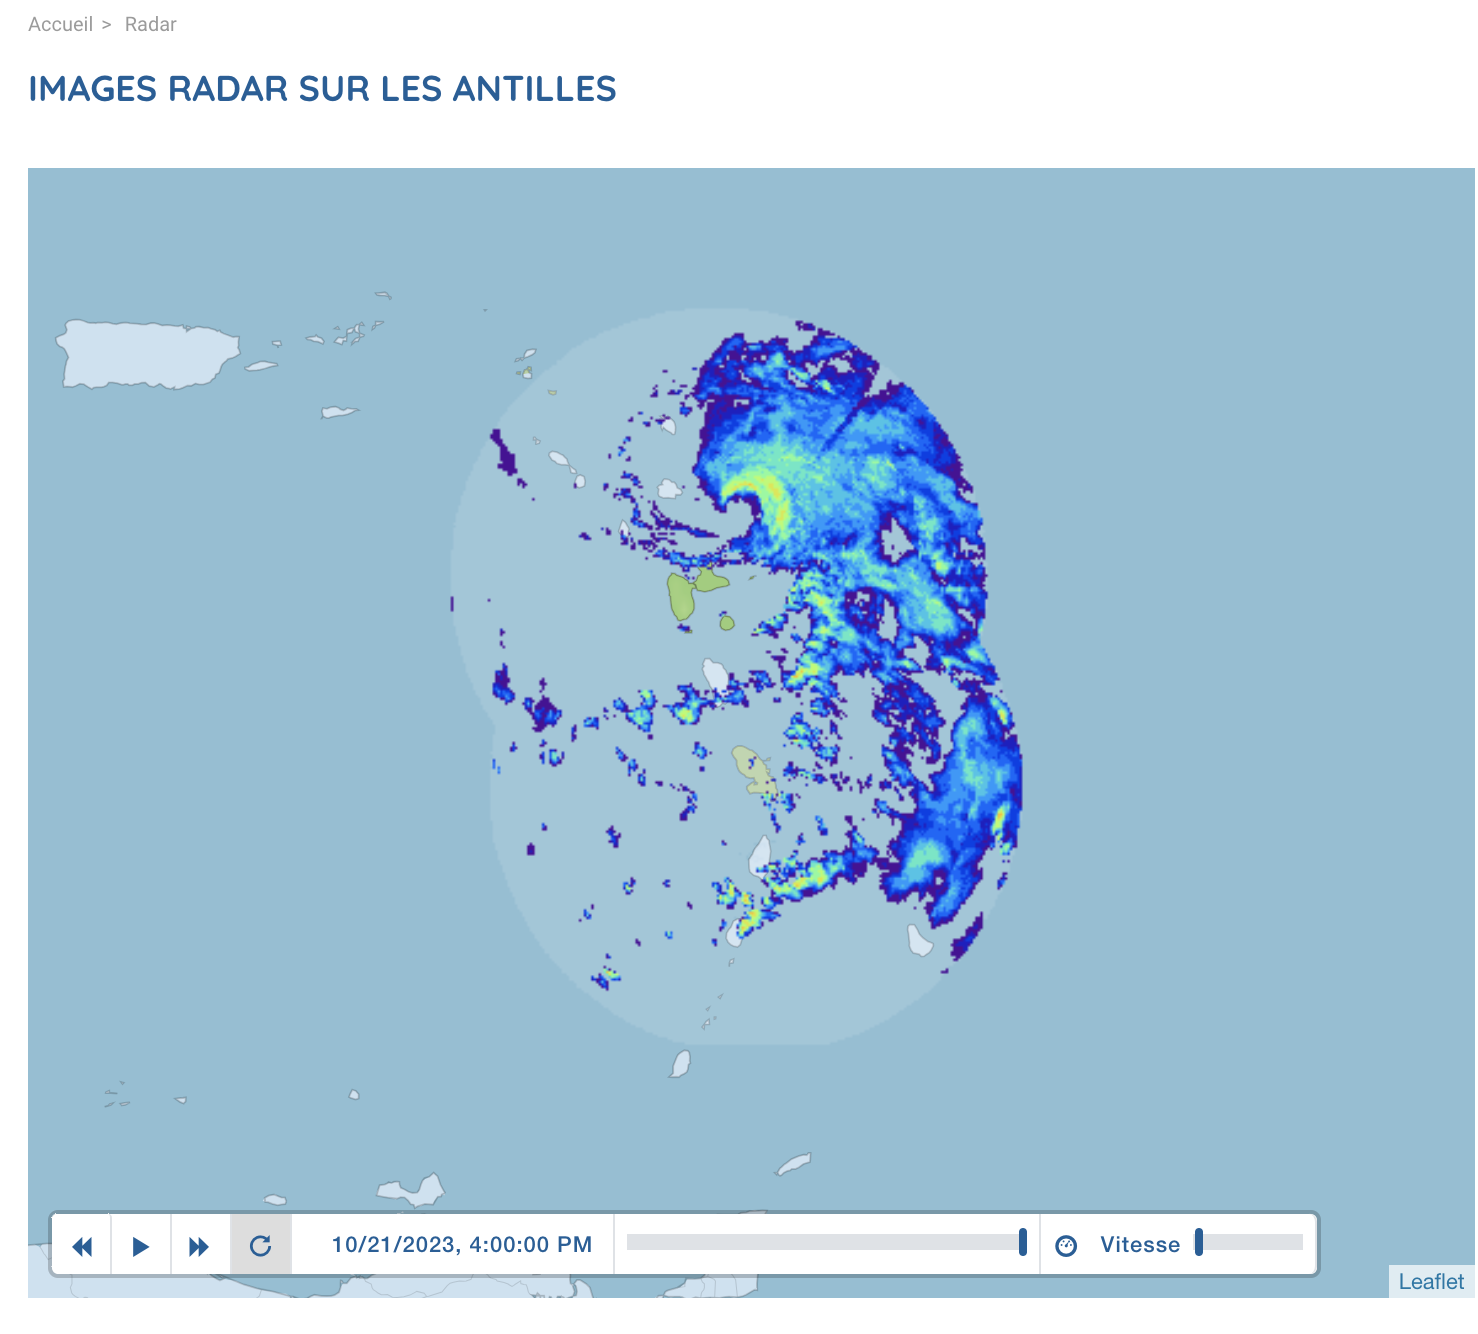 Accueil > Radar
IMAGES RADAR SUR LES ANTILLES
10/21/2023, 4:00:00 PM
Vitesse
Leaflet